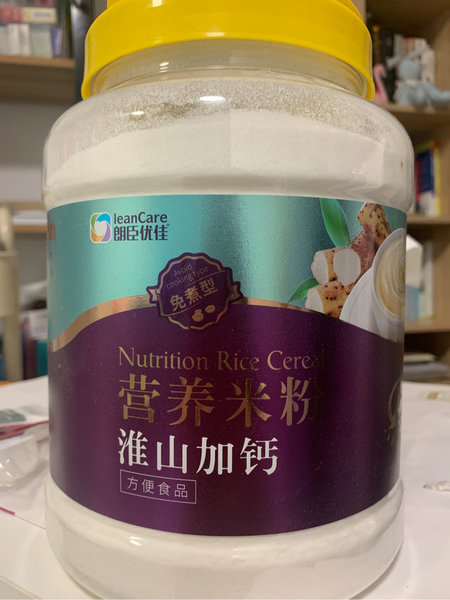 leanCare
朗臣优佳
Avoid
cooking type
免煮型
Nutrition Rice Cereal
营养米粉
淮山加钙
方便食品